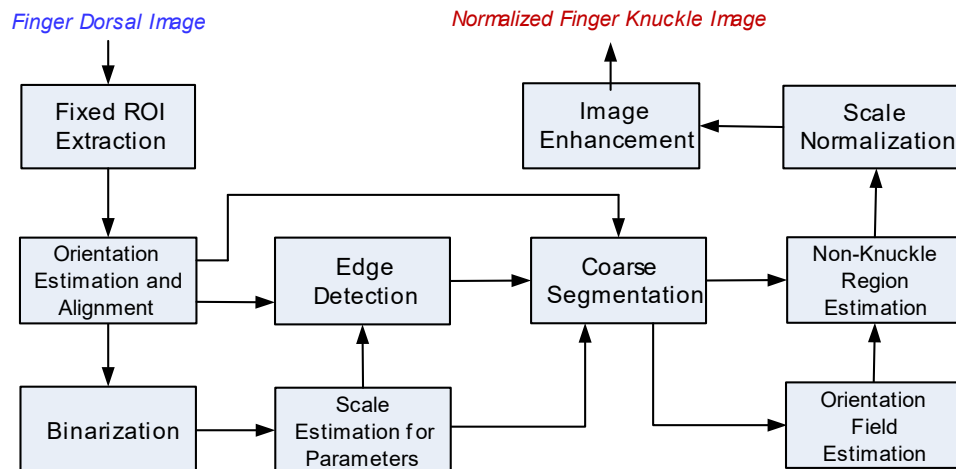 Finger Dorsal Image
Normalized Finger Knuckle Image
Fixed ROI
Extraction
Image
Enhancement
Scale
Normalization
Orientation
Estimation and
Alignment
Edge
Detection
Coarse
Segmentation
Non-Knuckle
Region
Estimation
Binarization
Scale
Estimation for
Parameters
Orientation
Field
Estimation